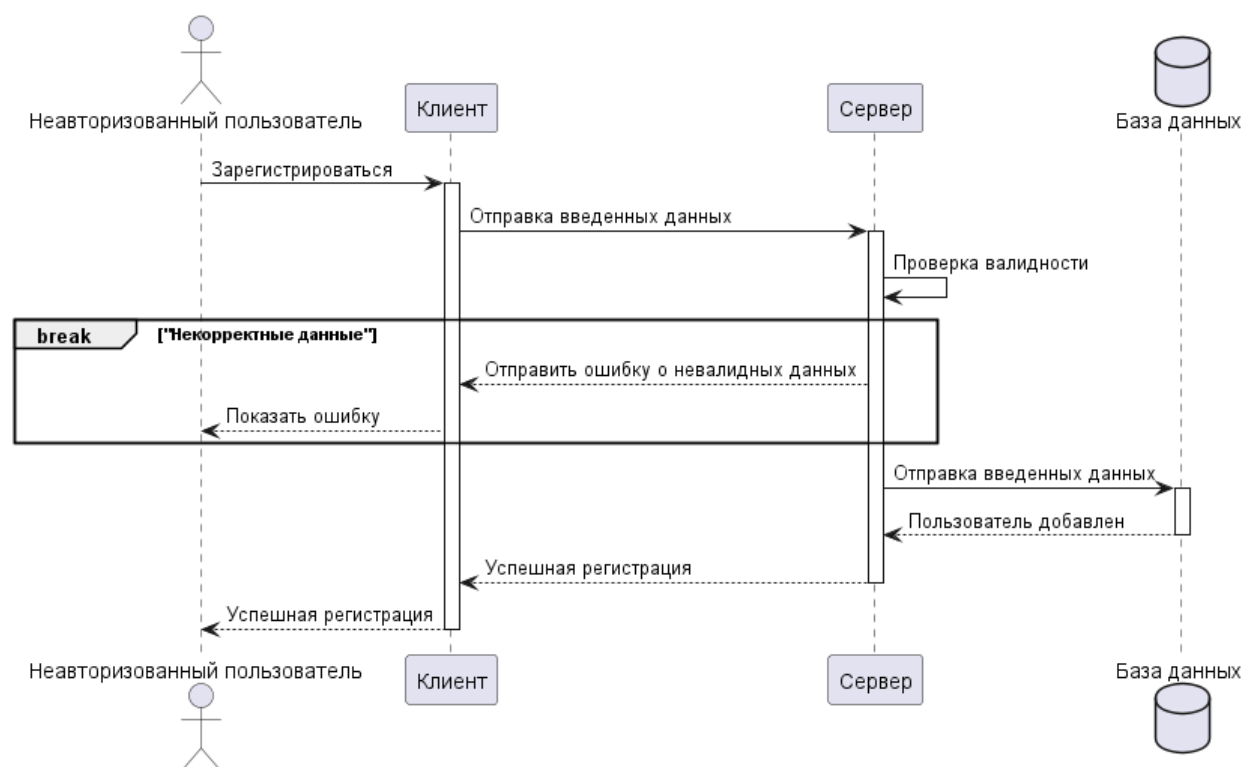 Неавторизованный пользователь
Клиент
Сервер
База данных
Зарегистрироваться
Отправка введенных данных
Проверка валидности
break
["Некорректные данные"]
Отправить ошибку о невалидных данных
Показать ошибку
Отправка введенных данных
Пользователь добавлен
Успешная регистрация
Успешная регистрация
Неавторизованный пользователь
Клиент
Сервер
База данных